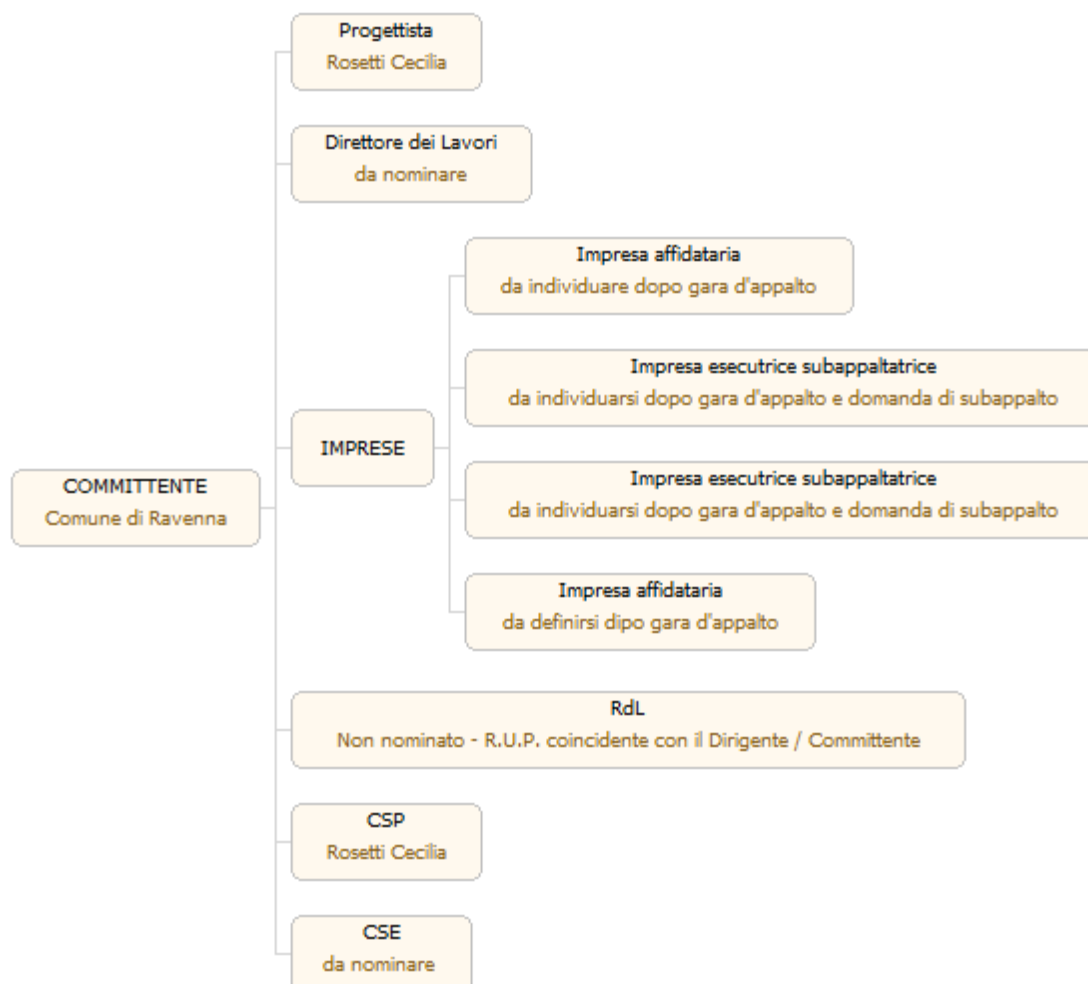 Progettista
Rosetti Cecilia
Direttore dei Lavori
da nominare
Impresa affidataria
da individuare dopo gara d'appalto
Impresa esecutrice subappaltatrice
da individuarsi dopo gara d'appalto e domanda di subappalto
IMPRESE
COMMITTENTE
Comune di Ravenna
Impresa esecutrice subappaltatrice
da individuarsi dopo gara d'appalto e domanda di subappalto
Impresa affidataria
da definirsi dipo gara d'appalto
RdL
Non nominato - R.U.P. coincidente con il Dirigente / Committente
CSP
Rosetti Cecilia
CSE
da nominare